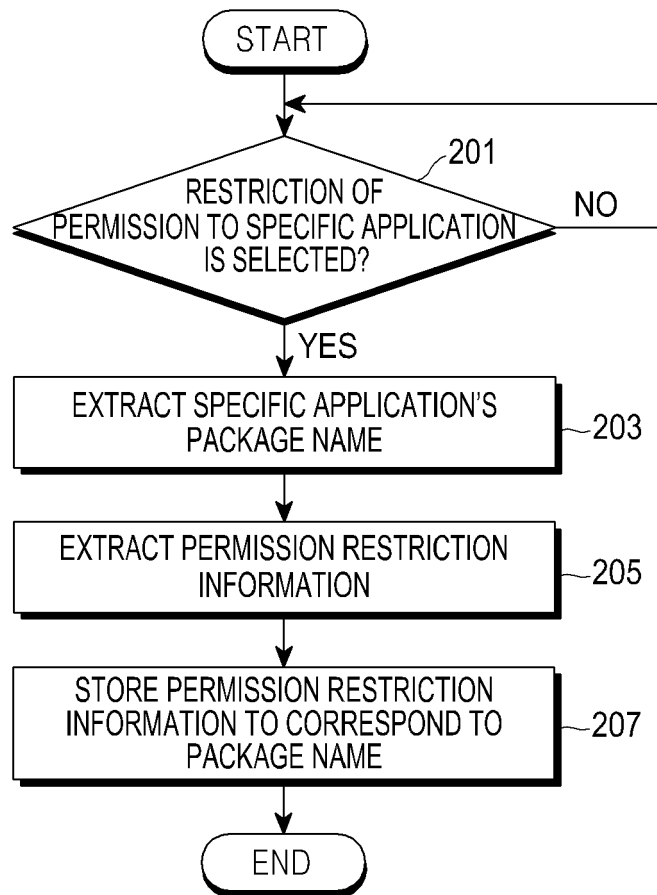 START
201
RESTRICTION OF
PERMISSION TO SPECIFIC APPLICATION
IS SELECTED?
NO
YES
EXTRACT SPECIFIC APPLICATION'S
PACKAGE NAME
203
EXTRACT PERMISSION RESTRICTION
INFORMATION
205
STORE PERMISSION RESTRICTION
INFORMATION TO CORRESPOND TO
PACKAGE NAME
207
END